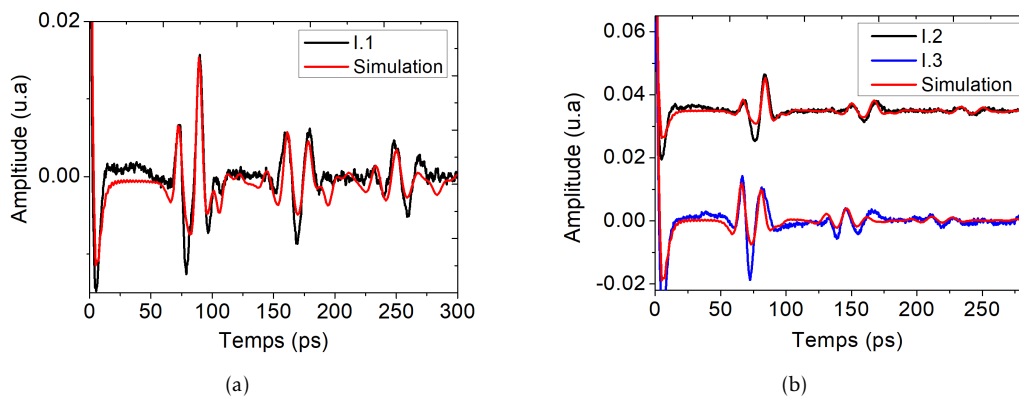 0.02
I.1
Simulation
0.00
Amplitude (u.a)
0
50
100
150
200
250
300
Temps (ps)
(a)
0.06
I.2
I.3
Simulation
0.04
0.02
0.00
-0.02
Amplitude (u.a)
0
50
100
150
200
250
Temps (ps)
(b)